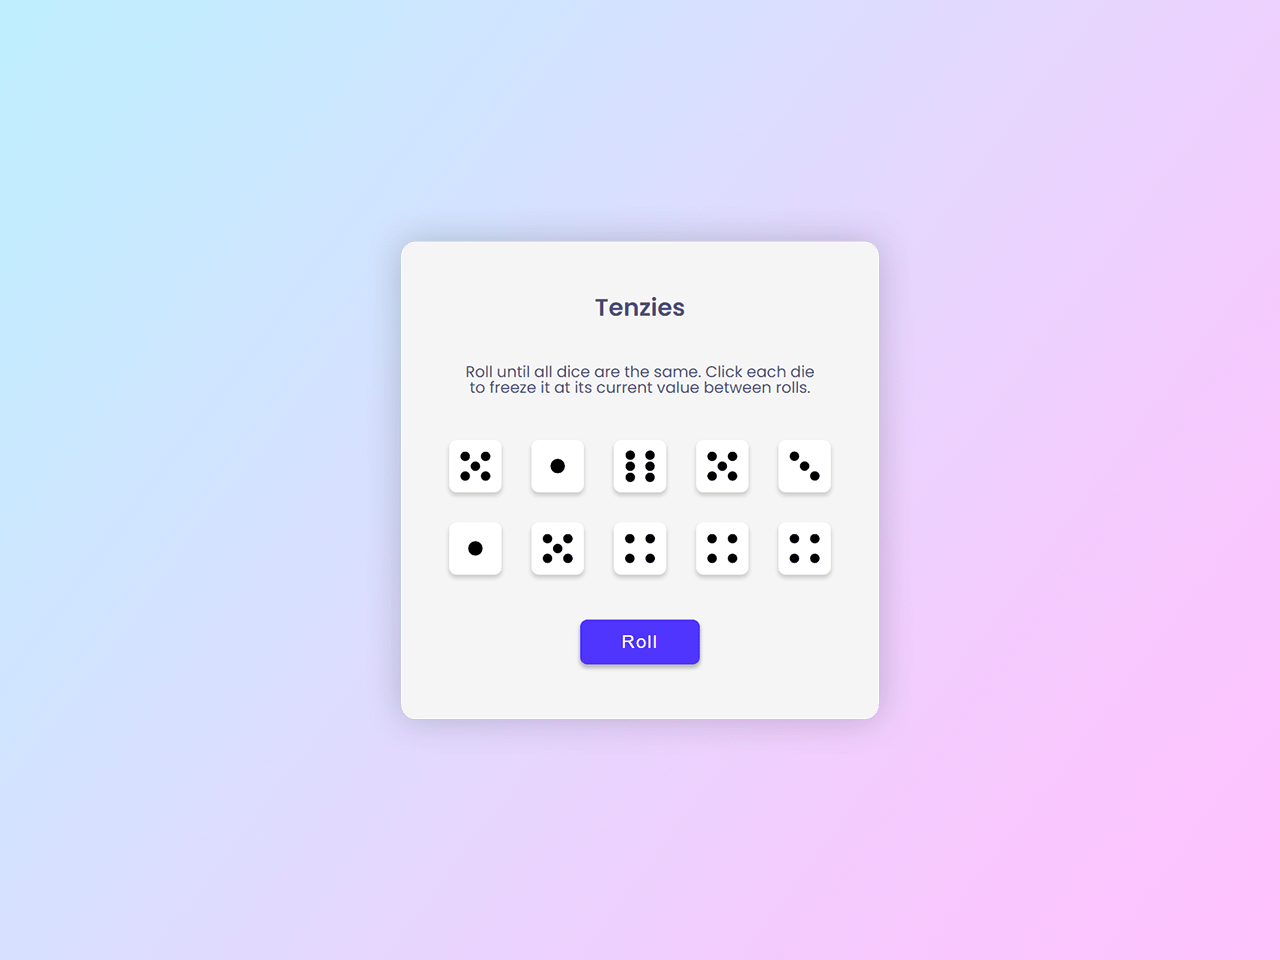 Tenzies
Roll until all dice are the same. Click each die
to freeze it at its current value between rolls.
Roll